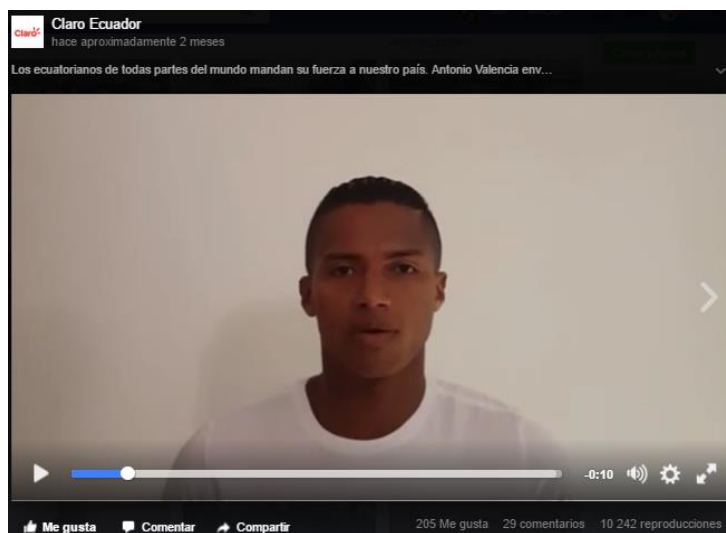 Claro
Claro Ecuador
hace aproximadamente 2 meses
Los ecuatorianos de todas partes del mundo mandan su fuerza a nuestro país. Antonio Valencia env...
-0:10
Me gusta Comentar Compartir 205 Me gusta 29 comentarios 10 242 reproducciones